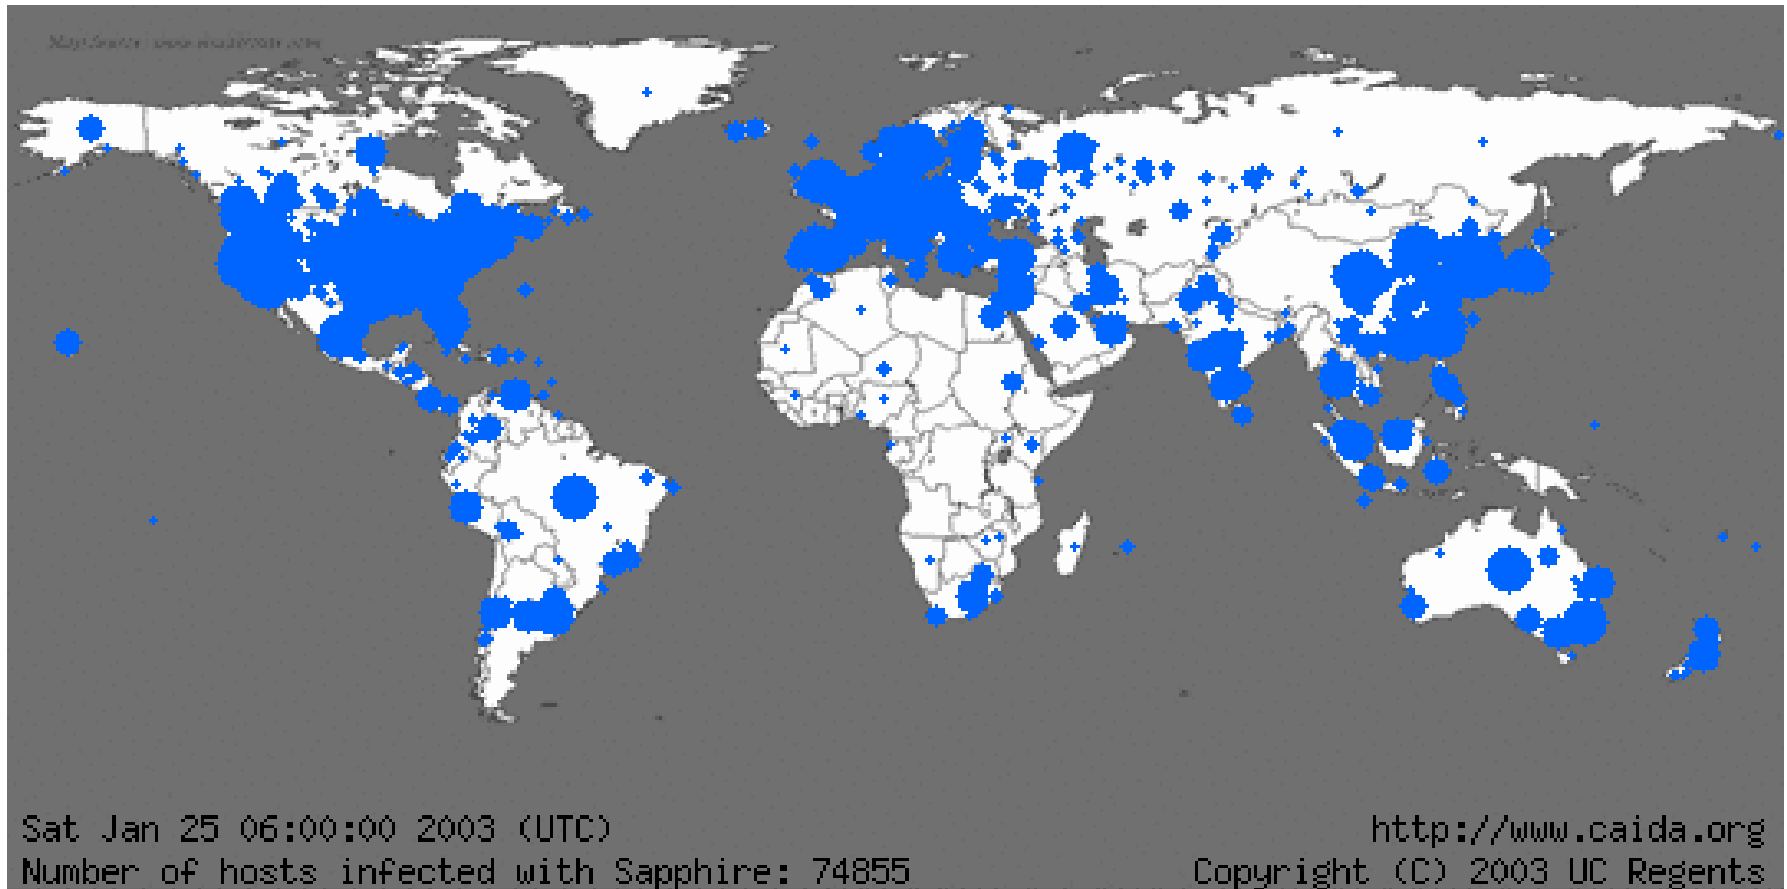 Sat Jan 25 06:00:00 2003 (UTC)
http://www.caida.org
Number of hosts infected with Sapphire: 74855
Copyright (C) 2003 UC Regents